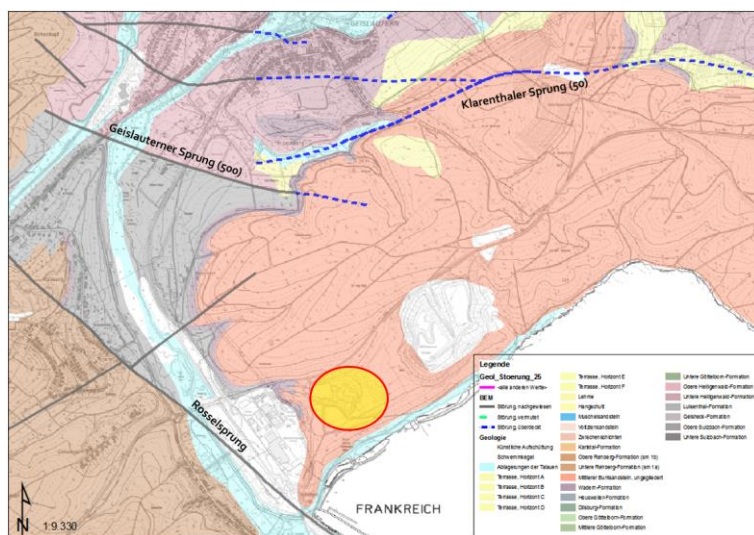 GEISLAUTERN
Klarenthaler Sprung (50)
Geislauterner Sprung (500)
Rosselsprung
FRANKREICH
N
1:9.330
Legende
Geol_Stoerung_25
<alle anderen Werte>
BEM
Störung, nachgewiesen
Störung, vermutet
Störung, überdeckt
Geologie
Künstliche Aufschüttung
Schwemmkegel
Ablagerungen der Talauen
Terrasse, Horizont A
Terrasse, Horizont B
Terrasse, Horizont C
Terrasse, Horizont D
Terrasse, Horizont E
Terrasse, Horizont F
Lehme
Hangschutt
Muschelsandstein
Voltziensandstein
Zwischenschichten
Karlstal-Formation
Obere Rehberg-Formation (sm 1b)
Untere Rehberg-Formation (sm 1a)
Mittlerer Buntsandstein, ungegliedert
Wadern-Formation
Heusweiler-Formation
Dilsburg-Formation
Obere Göttelborn-Formation
Mittlere Göttelborn-Formation
Untere Göttelborn-Formation
Obere Heiligenwald-Formation
Untere Heiligenwald-Formation
Luisenthal-Formation
Geisheck-Formation
Obere Sulzbach-Formation
Untere Sulzbach-Formation